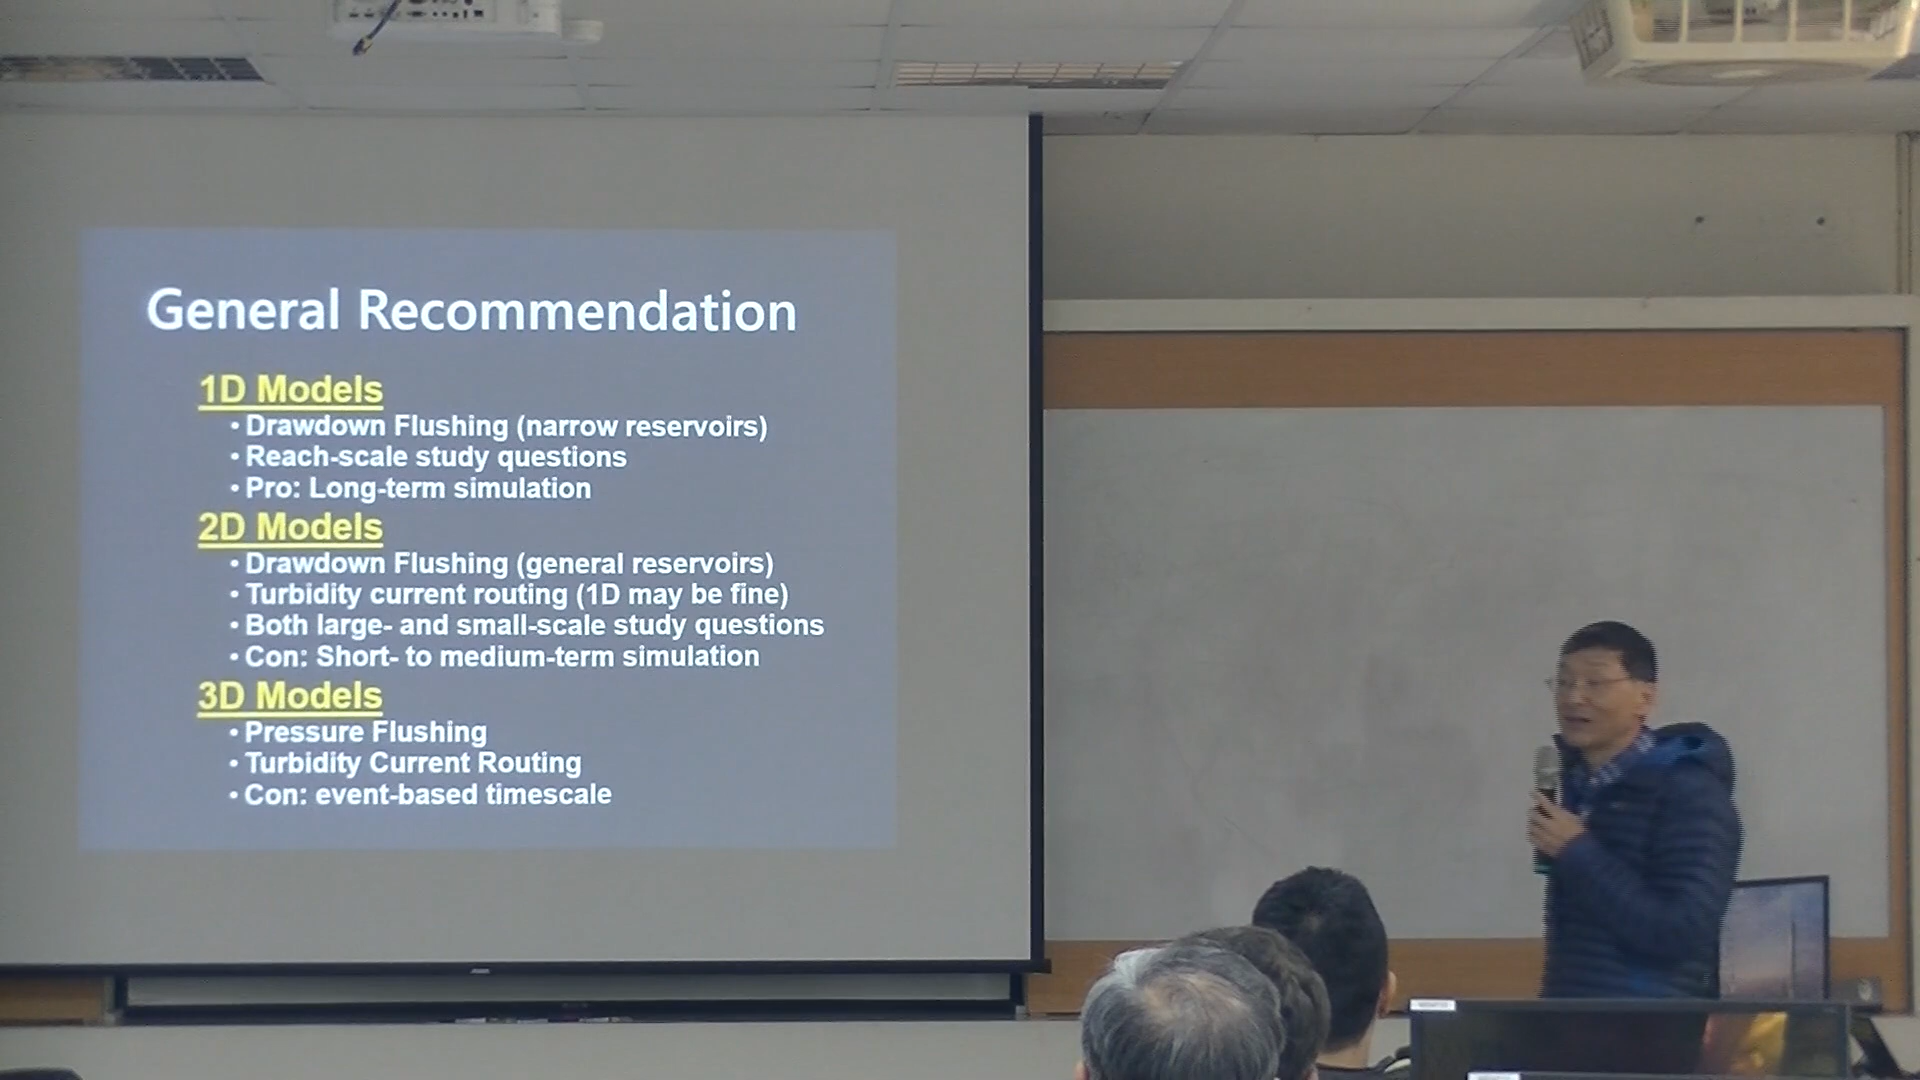 General Recommendation
1D Models
• Drawdown Flushing (narrow reservoirs)
• Reach-scale study questions
• Pro: Long-term simulation
2D Models
• Drawdown Flushing (general reservoirs)
• Turbidity current routing (1D may be fine)
• Both large- and small-scale study questions
• Con: Short- to medium-term simulation
3D Models
• Pressure Flushing
• Turbidity Current Routing
• Con: event-based timescale